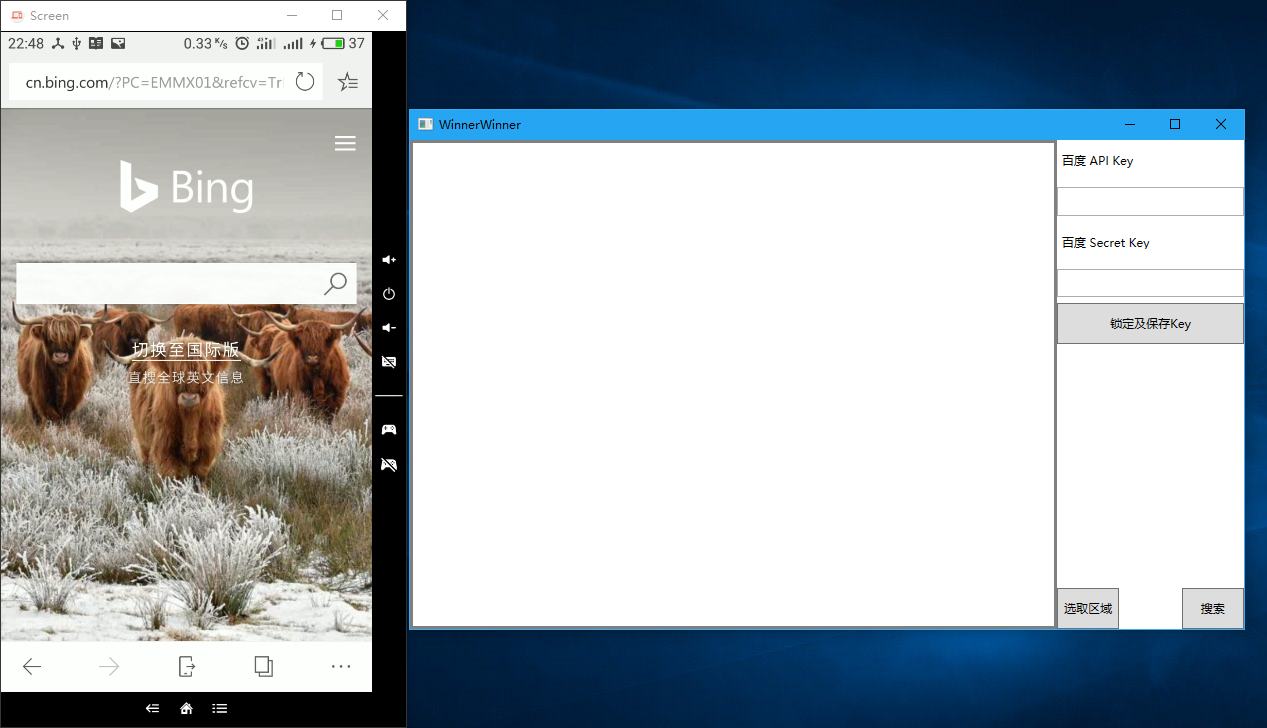 Screen
22:48
0.33 K/s
37
cn.bing.com/?PC=EMMX01&refcv=Tr
Bing
切换至国际版
直搜全球英文信息
WinnerWinner
百度 API Key
百度 Secret Key
锁定及保存Key
选取区域
搜索